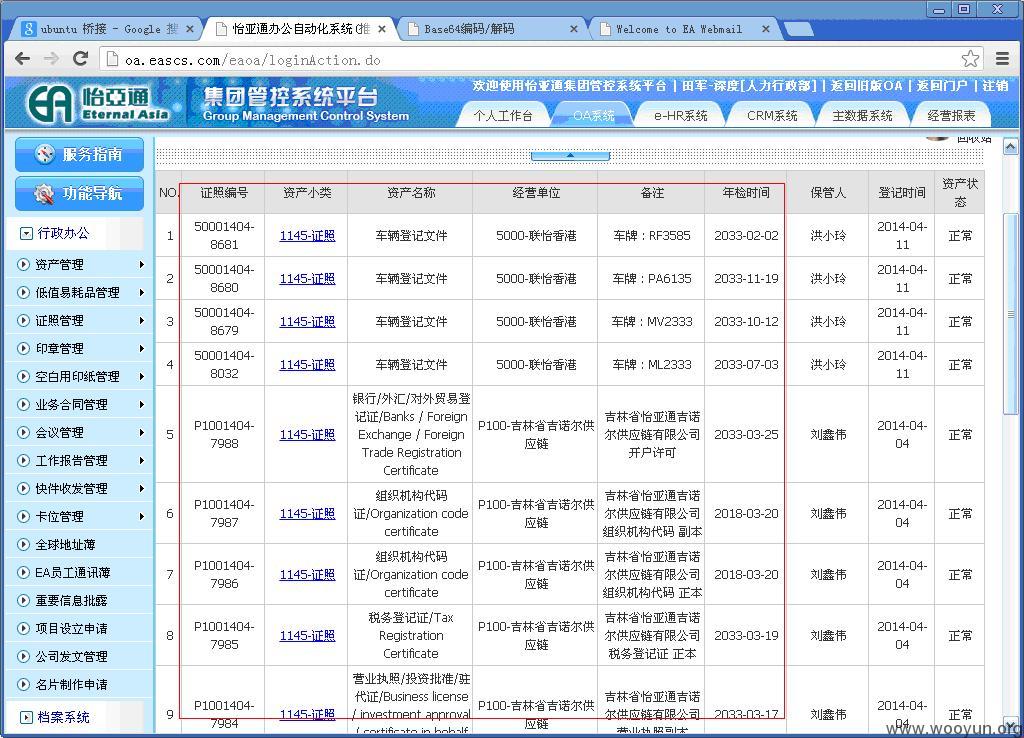 ubuntu 桥接 - Google 搜
怡亚通办公自动化系统(推
Base64编码/解码
Welcome to EA Webmail
oa.eascs.com/eaoa/loginAction.do
EA 怡亞通
Eternal Asia
集团管控系统平台
Group Management Control System
欢迎使用怡亚通集团管控系统平台 | 田军-深度[人力行政部] | 返回旧版OA | 返回门户 | 注销
个人工作台 OA系统 e-HR系统 CRM系统 主数据系统 经营报表
回收站
服务指南
功能导航
行政办公
资产管理
低值易耗品管理
证照管理
印章管理
空白用印纸管理
业务合同管理
会议管理
工作报告管理
快件收发管理
卡位管理
全球地址薄
EA员工通讯薄
重要信息批露
项目设立申请
公司发文管理
名片制作申请
档案系统
NO. 证照编号 资产小类 资产名称 经营单位 备注 年检时间 保管人 登记时间 资产状
态
1 50001404-
8681 1145-证照 车辆登记文件 5000-联怡香港 车牌：RF3585 2033-02-02 洪小玲 2014-04-
11 正常
2 50001404-
8680 1145-证照 车辆登记文件 5000-联怡香港 车牌：PA6135 2033-11-19 洪小玲 2014-04-
11 正常
3 50001404-
8679 1145-证照 车辆登记文件 5000-联怡香港 车牌：MV2333 2033-10-12 洪小玲 2014-04-
11 正常
4 50001404-
8032 1145-证照 车辆登记文件 5000-联怡香港 车牌：ML2333 2033-07-03 洪小玲 2014-04-
11 正常
5 P1001404-
7988 1145-证照 银行/外汇/对外贸易登
记证/Banks / Foreign
Exchange / Foreign
Trade Registration
Certificate
P100-吉林省吉诺尔供
应链
吉林省怡亚通吉诺
尔供应链有限公司
开户许可
2033-03-25 刘鑫伟 2014-04-
04 正常
6 P1001404-
7987 1145-证照 组织机构代码
证/Organization code
certificate
P100-吉林省吉诺尔供
应链
吉林省怡亚通吉诺
尔供应链有限公司
组织机构代码 副本
2018-03-20 刘鑫伟 2014-04-
04 正常
7 P1001404-
7986 1145-证照 组织机构代码
证/Organization code
certificate
P100-吉林省吉诺尔供
应链
吉林省怡亚通吉诺
尔供应链有限公司
组织机构代码 正本
2018-03-20 刘鑫伟 2014-04-
04 正常
8 P1001404-
7985 1145-证照 税务登记证/Tax
Registration
Certificate
P100-吉林省吉诺尔供
应链
吉林省怡亚通吉诺
尔供应链有限公司
税务登记证 正本
2033-03-19 刘鑫伟 2014-04-
04 正常
9 P1001404-
7984 1145-证照 营业执照/投资批准/驻
代证/Business license
/ investment approval
/ certificate in behalf
P100-吉林省吉诺尔供
应链
吉林省怡亚通吉诺
尔供应链有限公司
营业执照副本
2033-03-17 刘鑫伟 2014-04-
04 正常
www.wooyun.org